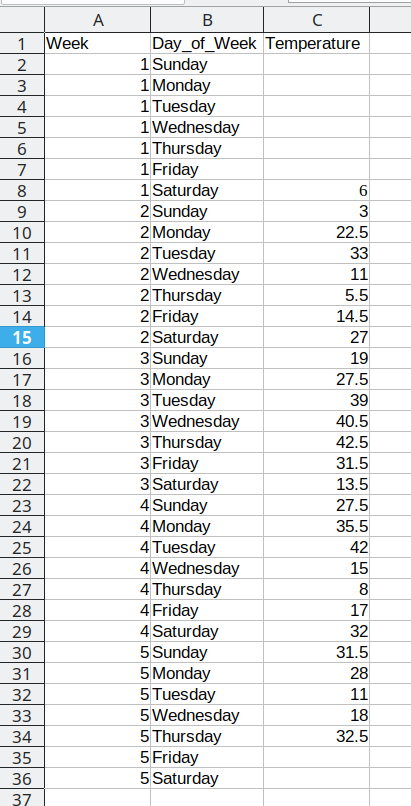 A B C
1 Week Day_of_Week Temperature
2 1 Sunday
3 1 Monday
4 1 Tuesday
5 1 Wednesday
6 1 Thursday
7 1 Friday
8 1 Saturday 6
9 2 Sunday 3
10 2 Monday 22.5
11 2 Tuesday 33
12 2 Wednesday 11
13 2 Thursday 5.5
14 2 Friday 14.5
15 2 Saturday 27
16 3 Sunday 19
17 3 Monday 27.5
18 3 Tuesday 39
19 3 Wednesday 40.5
20 3 Thursday 42.5
21 3 Friday 31.5
22 3 Saturday 13.5
23 4 Sunday 27.5
24 4 Monday 35.5
25 4 Tuesday 42
26 4 Wednesday 15
27 4 Thursday 8
28 4 Friday 17
29 4 Saturday 32
30 5 Sunday 31.5
31 5 Monday 28
32 5 Tuesday 11
33 5 Wednesday 18
34 5 Thursday 32.5
35 5 Friday
36 5 Saturday
37